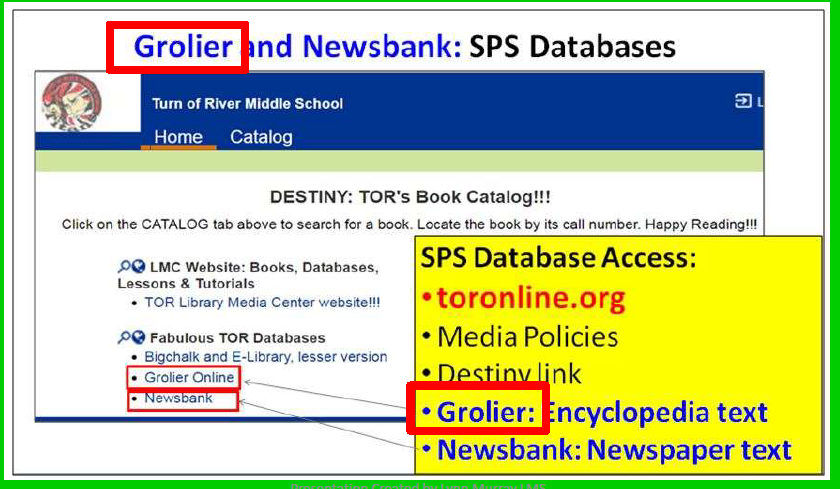 Grolier and Newsbank: SPS Databases
Turn of River Middle School
L
Home Catalog
DESTINY: TOR's Book Catalog!!!
Click on the CATALOG tab above to search for a book. Locate the book by its call number. Happy Reading!!!
LMC Website: Books, Databases,
Lessons & Tutorials
• TOR Library Media Center website!!!
Fabulous TOR Databases
• Bigchalk and E-Library, lesser version
• Grolier Online
• Newsbank
SPS Database Access:
• toronline.org
• Media Policies
• Destiny link
• Grolier: Encyclopedia text
• Newsbank: Newspaper text
Presentation Created by Lynn Murray LMS